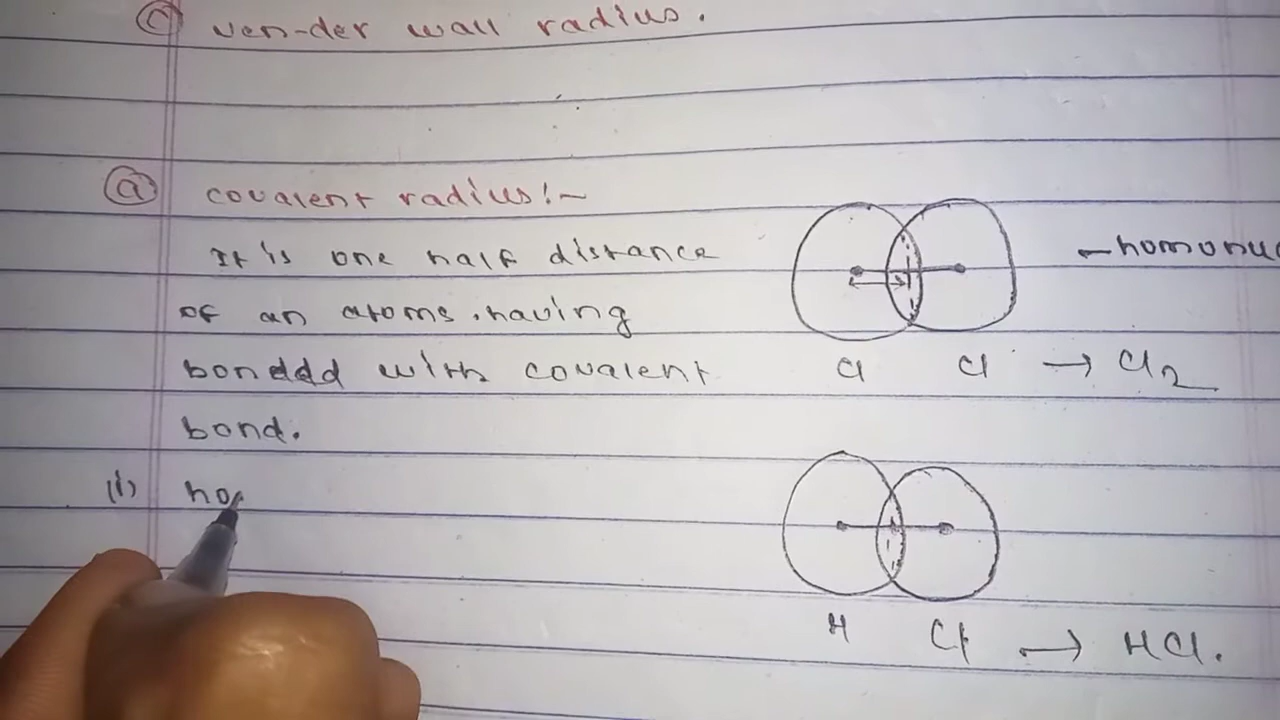 (c) ven-der wall radius.
(a) covalent radius:-
It is one half distance
of an atoms, having
bonddd with covalent
bond.
(i) ho
←homonuc
Cl Cl → Cl2
H Cl → HCl.